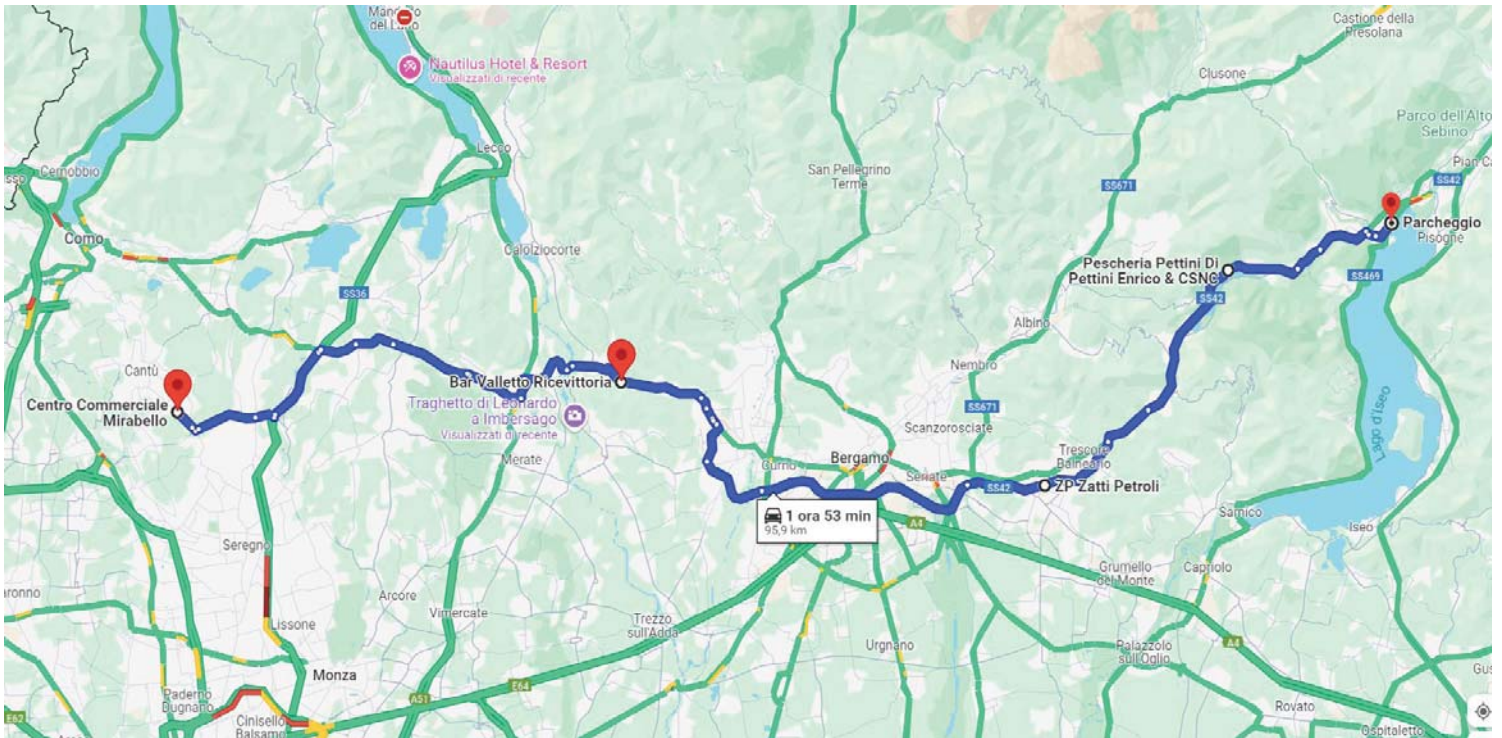 Mandello
del Lario
Castione della
Presolana
Nautilus Hotel & Resort
Visualizzati di recente
Clusone
Parco dell'Alto
Sebino
Lecco
Cernobbio
San Pellegrino
Terme
Pian Ca
SS42
SS671
Parcheggio
Pisogne
Como
Calolziocorte
Pescheria Pettini Di
Pettini Enrico & CSNC
SS469
SS36
SS42
Albino
Cantù
Nembro
Bar Valletto Ricevittoria
Centro Commerciale
Mirabello
Traghetto di Leonardo
a Imbersago
Visualizzati di recente
SS671
Lago d'Iseo
Scanzorosciate
Merate
Curno
Bergamo
Trescore
Balneario
Seriate
SS42
ZP Zatti Petroli
1 ora 53 min
95,9 km
A4
Sarnico
Iseo
Seregno
Grumello
del Monte
Capriolo
aronno
Arcore
Vimercate
Lissone
Trezzo
sull'Adda
Urgnano
A4
Palazzolo
sull'Oglio
Monza
Gus
E64
A51
Paderno
Dugnano
E62
Cinisello
Balsamo
Rovato
Ospitaletto